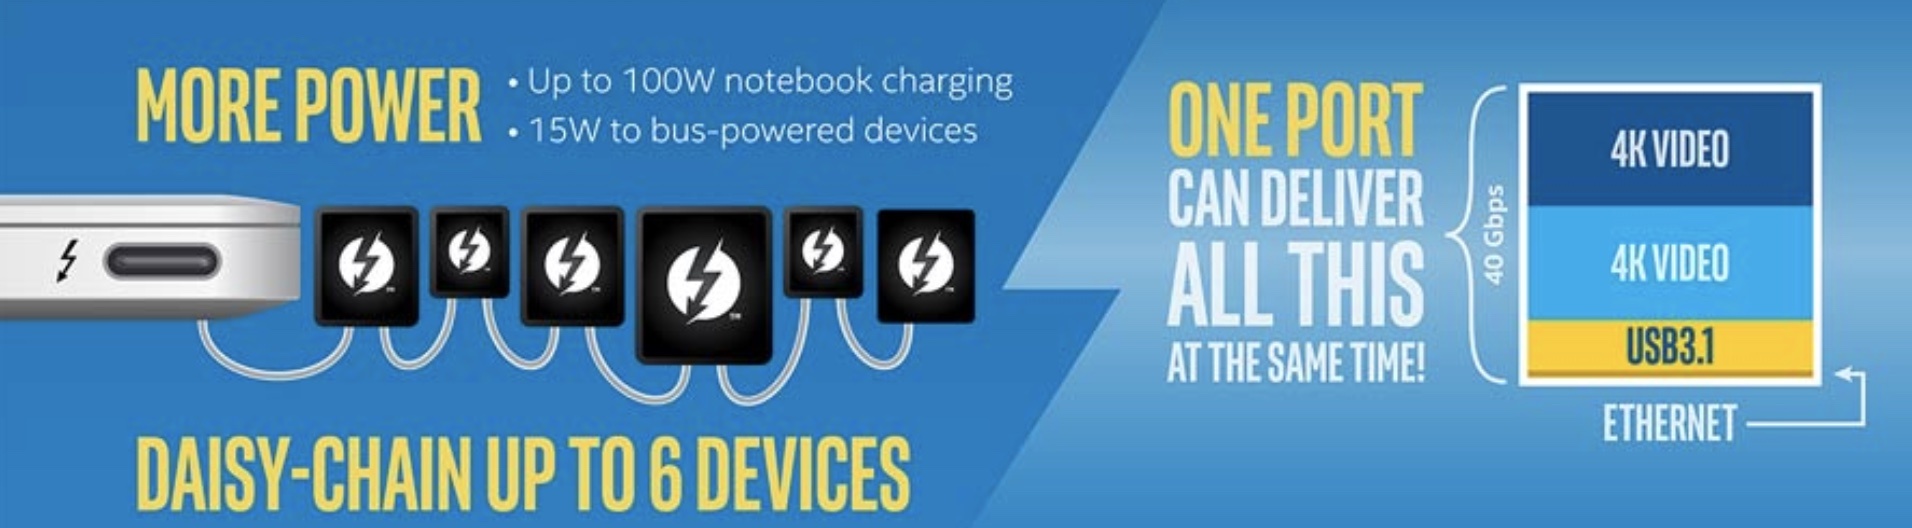 MORE POWER
• Up to 100W notebook charging
• 15W to bus-powered devices
DAISY-CHAIN UP TO 6 DEVICES
ONE PORT
CAN DELIVER
ALL THIS
AT THE SAME TIME!
40 Gbps
4K VIDEO
4K VIDEO
USB3.1
ETHERNET